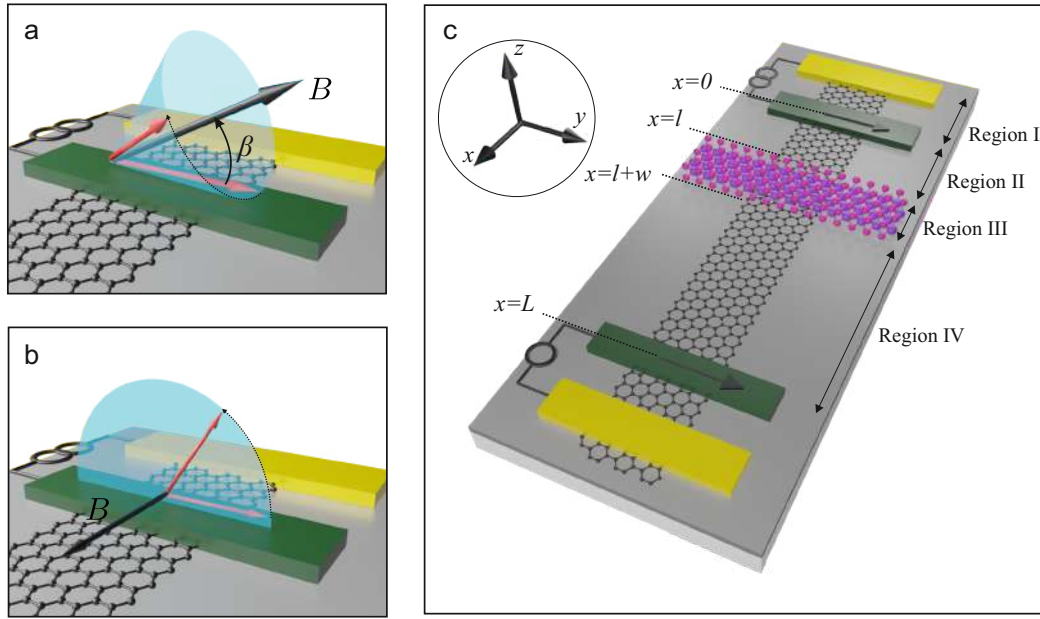 a
B
β
b
B
c
z
y
x
x=0
x=l
x=l+w
x=L
Region I
Region II
Region III
Region IV